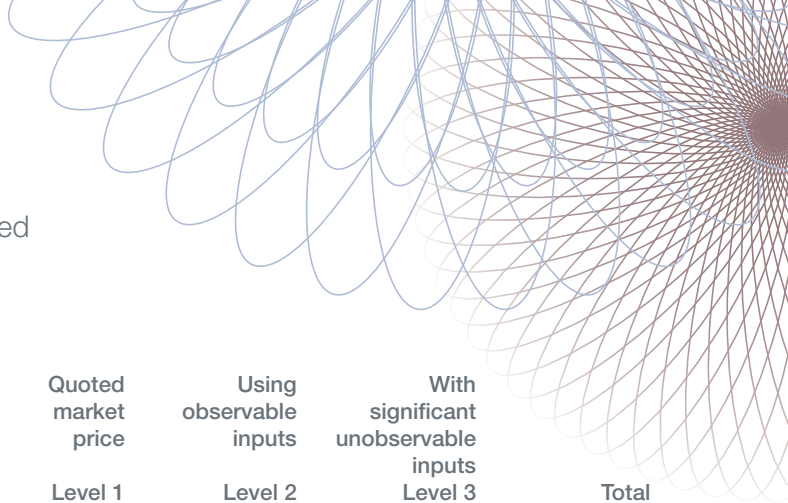 ed
Quoted Using With
market observable significant
price inputs unobservable
inputs
Level 1 Level 2 Level 3 Total